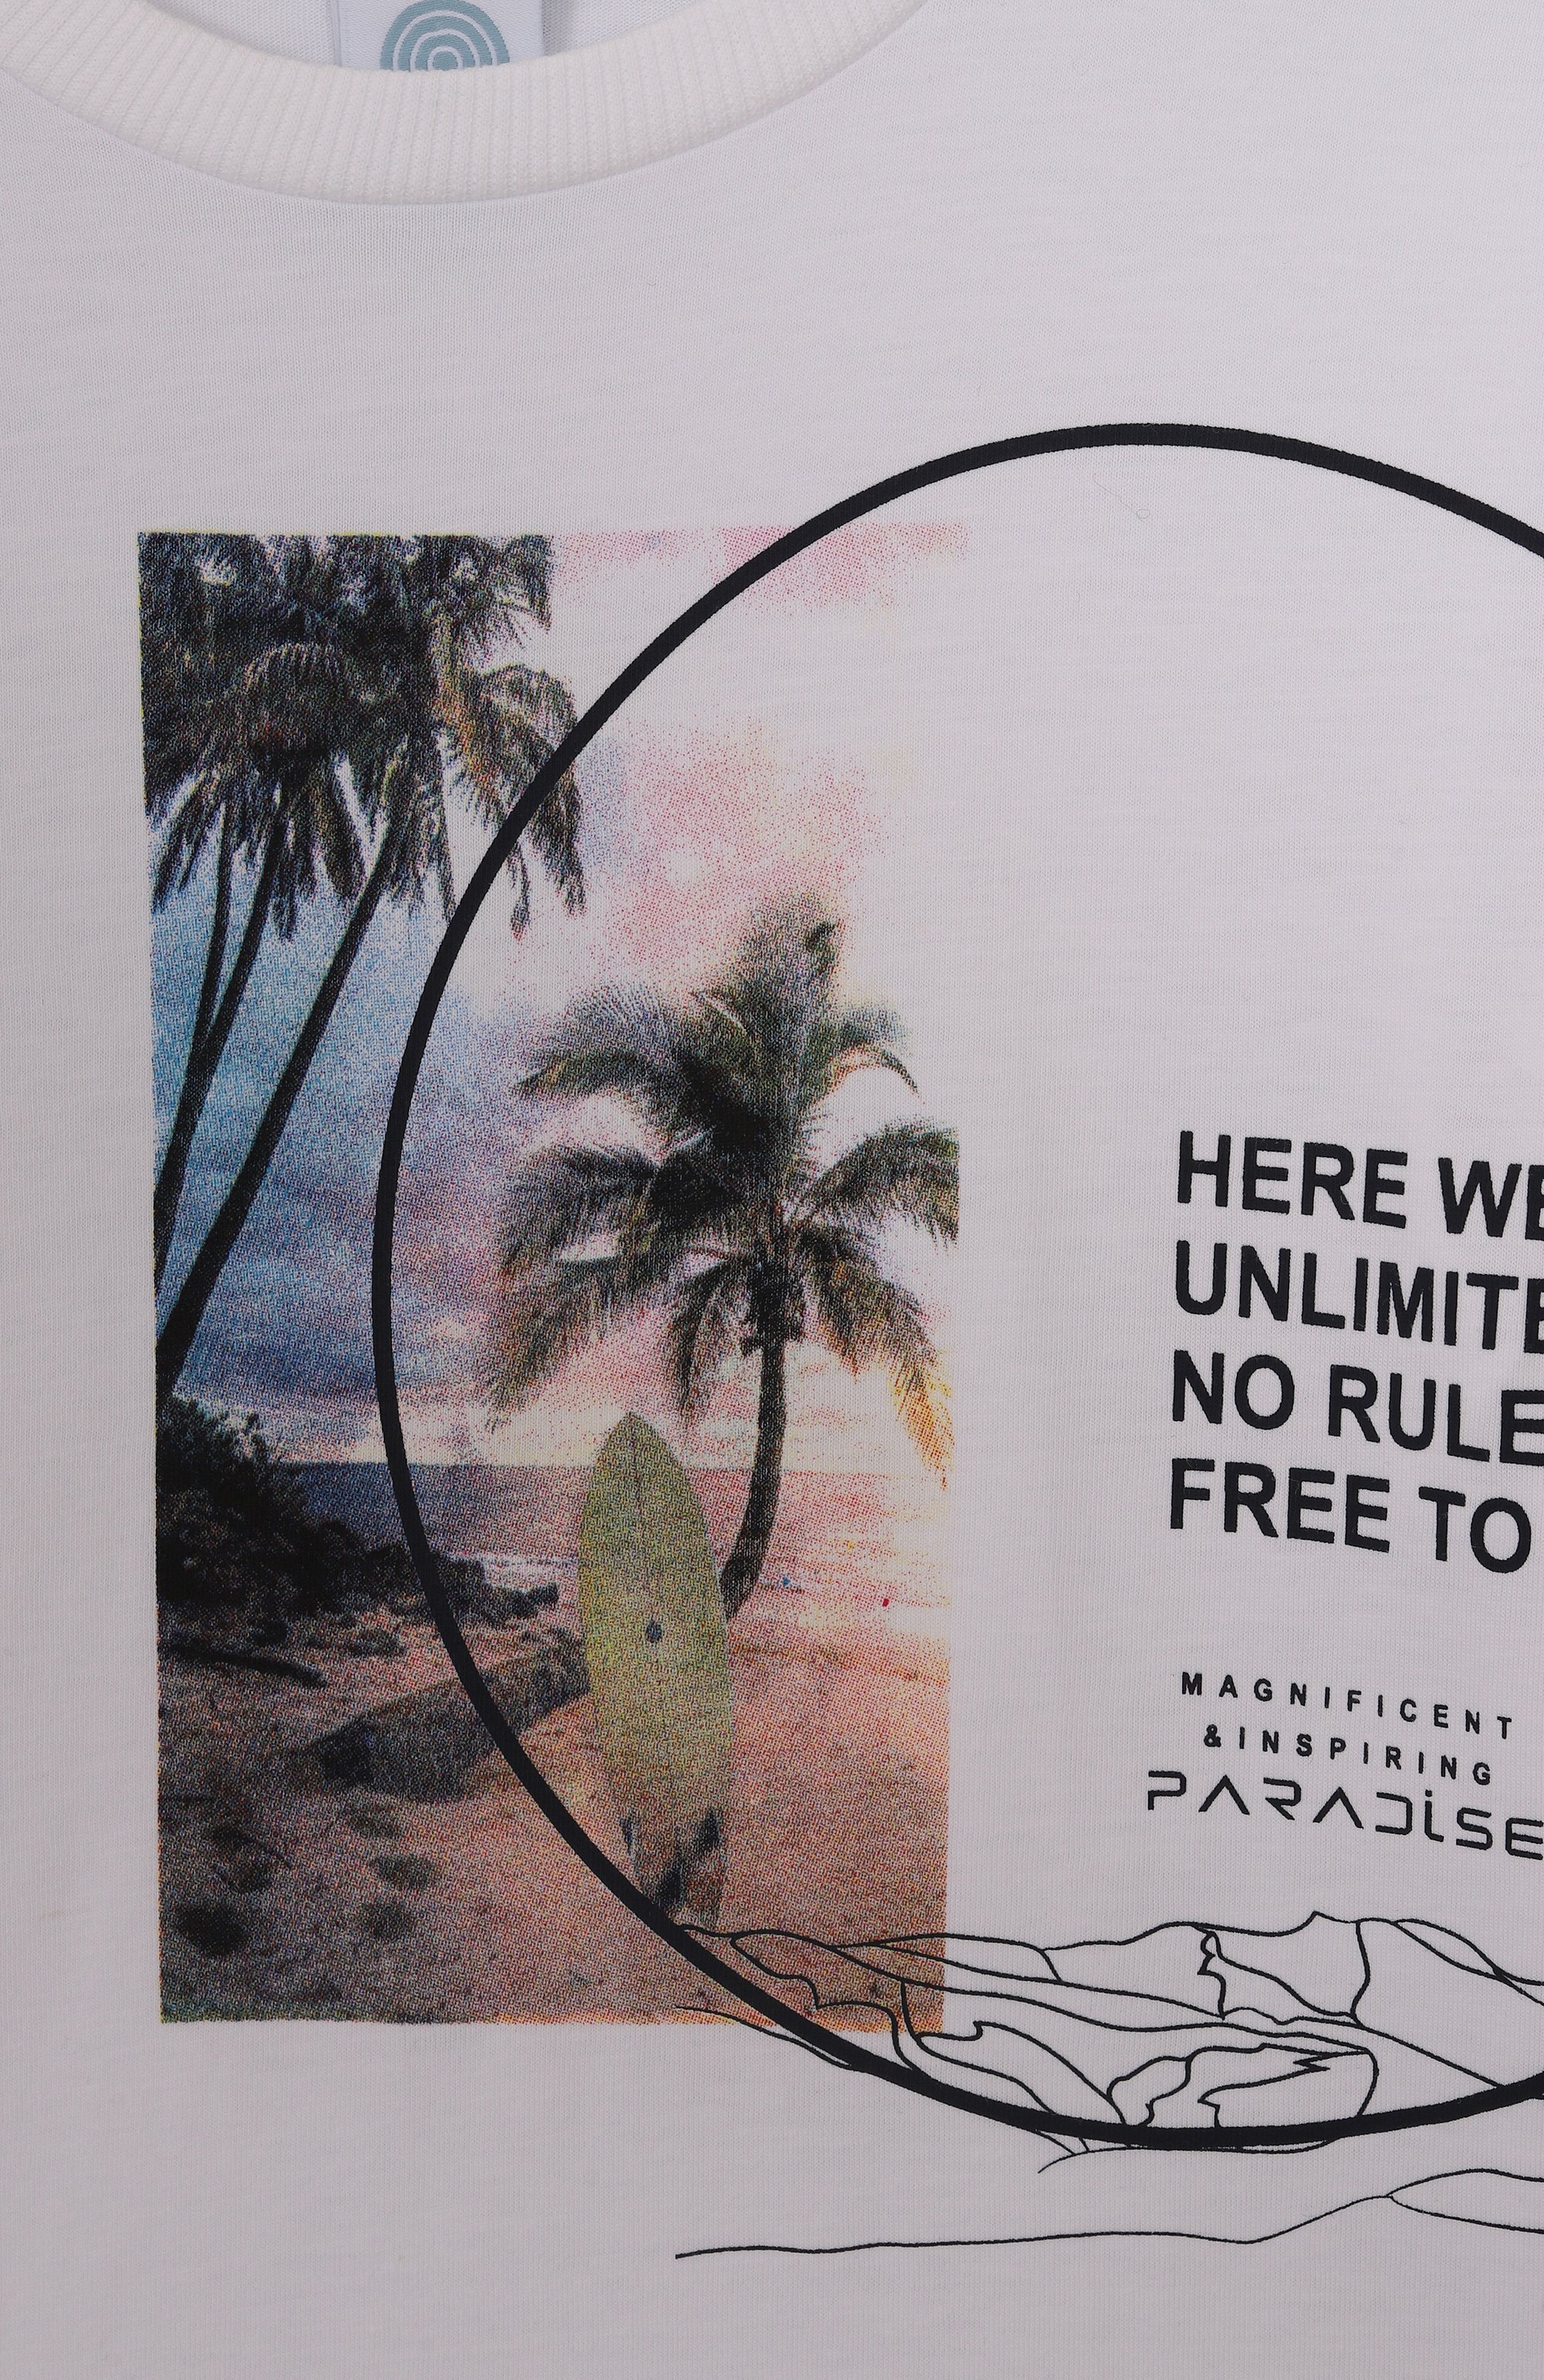 HERE WE
UNLIMITE
NO RULE
FREE TO
MAGNIFICENT
&INSPIRING
PARADiSE